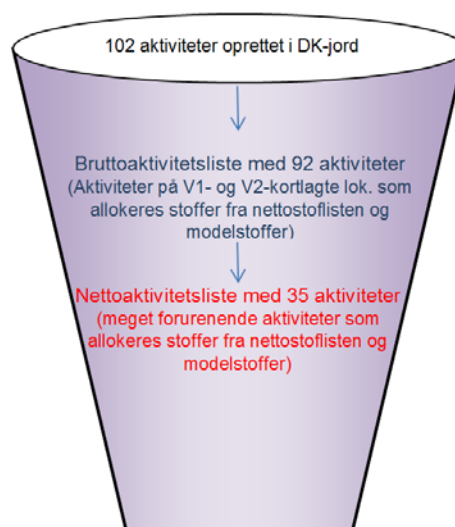 102 aktiviteter oprettet i DK-jord
Bruttoaktivitetsliste med 92 aktiviteter
(Aktiviteter på V1- og V2-kortlagte lok. som
allokeres stoffer fra nettostoflisten og
modelstoffer)
Nettoaktivitetsliste med 35 aktiviteter
(meget forurenende aktiviteter som
allokeres stoffer fra nettostoflisten og
modelstoffer)